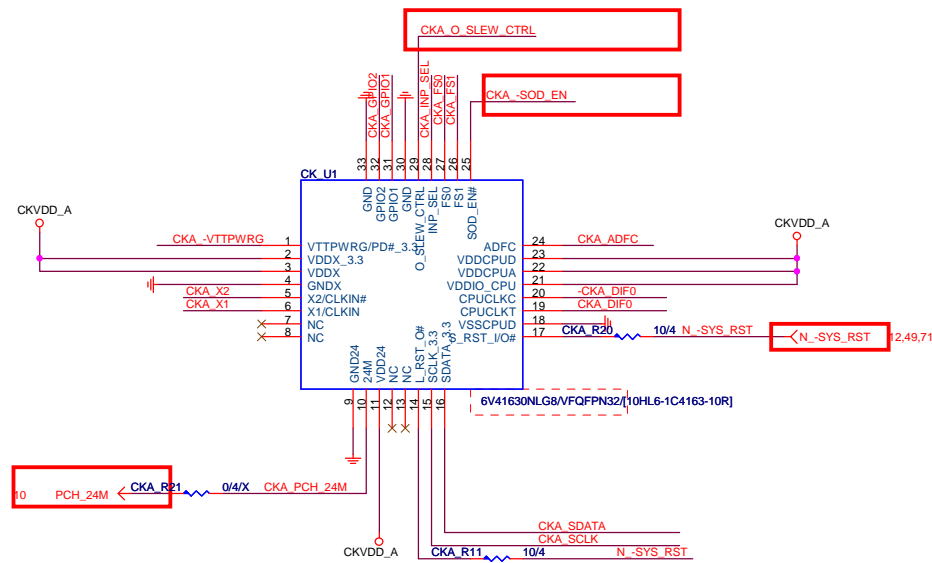 CKA_O_SLEW_CTRL
CKA_-SOD_EN
CKA_GPIO2
CKA_GPIO1
CKA_INP_SEL
CKA_FS0
CKA_FS1
33
32
31
30
29
28
27
26
25
CK_U1
GND
GPIO2
GPIO1
GND
O_SLEW_CTRL
INP_SEL
FS0
FS1
SOD_EN#
CKVDD_A
CKVDD_A
CKA_-VTTPWRG 1 VTTPWRG/PD#_3.3
2 VDDX_3.3
3 VDDX
4 GNDX
CKA_X2 5 X2/CLKIN#
CKA_X1 6 X1/CLKIN
7 NC
8 NC
ADFC 24 CKA_ADFC
VDDCPUD 23
VDDCPUA 22
VDDIO_CPU 21
CPUCLKC 20 -CKA_DIF0
CPUCLKT 19 CKA_DIF0
VSSCPUD 18
S_RST_I/O# 17 CKA_R20 10/4 N_-SYS_RST
N_-SYS_RST 12,49,71
GND24
24M
VDD24
NC
NC
L_RST_O#
SCLK_3.3
SDATA_3.3
9
10
11
12
13
14
15
16
6V41630NLG8/VFQFPN32/[10HL6-1C4163-10R]
10 PCH_24M CKA_R21 0/4/X CKA_PCH_24M
CKVDD_A
CKA_SDATA
CKA_SCLK
CKA_R11 10/4 N_-SYS_RST